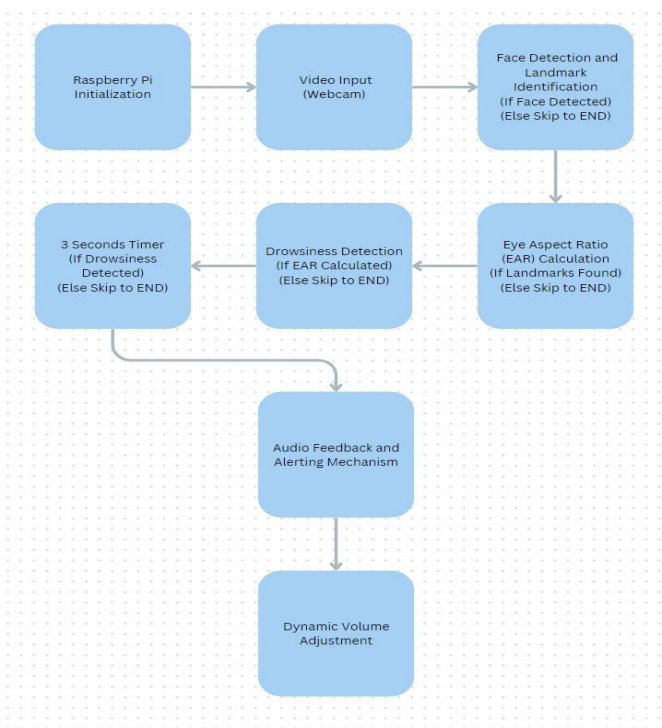 Raspberry Pi
Initialization
Video Input
(Webcam)
Face Detection and
Landmark
Identification
(If Face Detected)
(Else Skip to END)
3 Seconds Timer
(If Drowsiness
Detected)
(Else Skip to END)
Drowsiness Detection
(If EAR Calculated)
(Else Skip to END)
Eye Aspect Ratio
(EAR) Calculation
(If Landmarks Found)
(Else Skip to END)
Audio Feedback and
Alerting Mechanism
Dynamic Volume
Adjustment